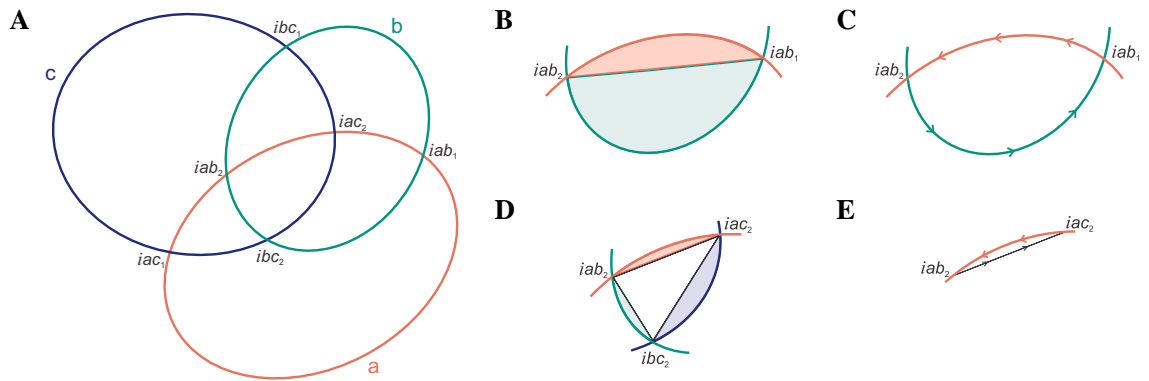 A
c
ibc₁
b
iac₂
iab₁
iab₂
iac₁
ibc₂
a
B
iab₂
iab₁
C
iab₂
iab₁
D
iac₂
iab₂
ibc₂
E
iac₂
iab₂